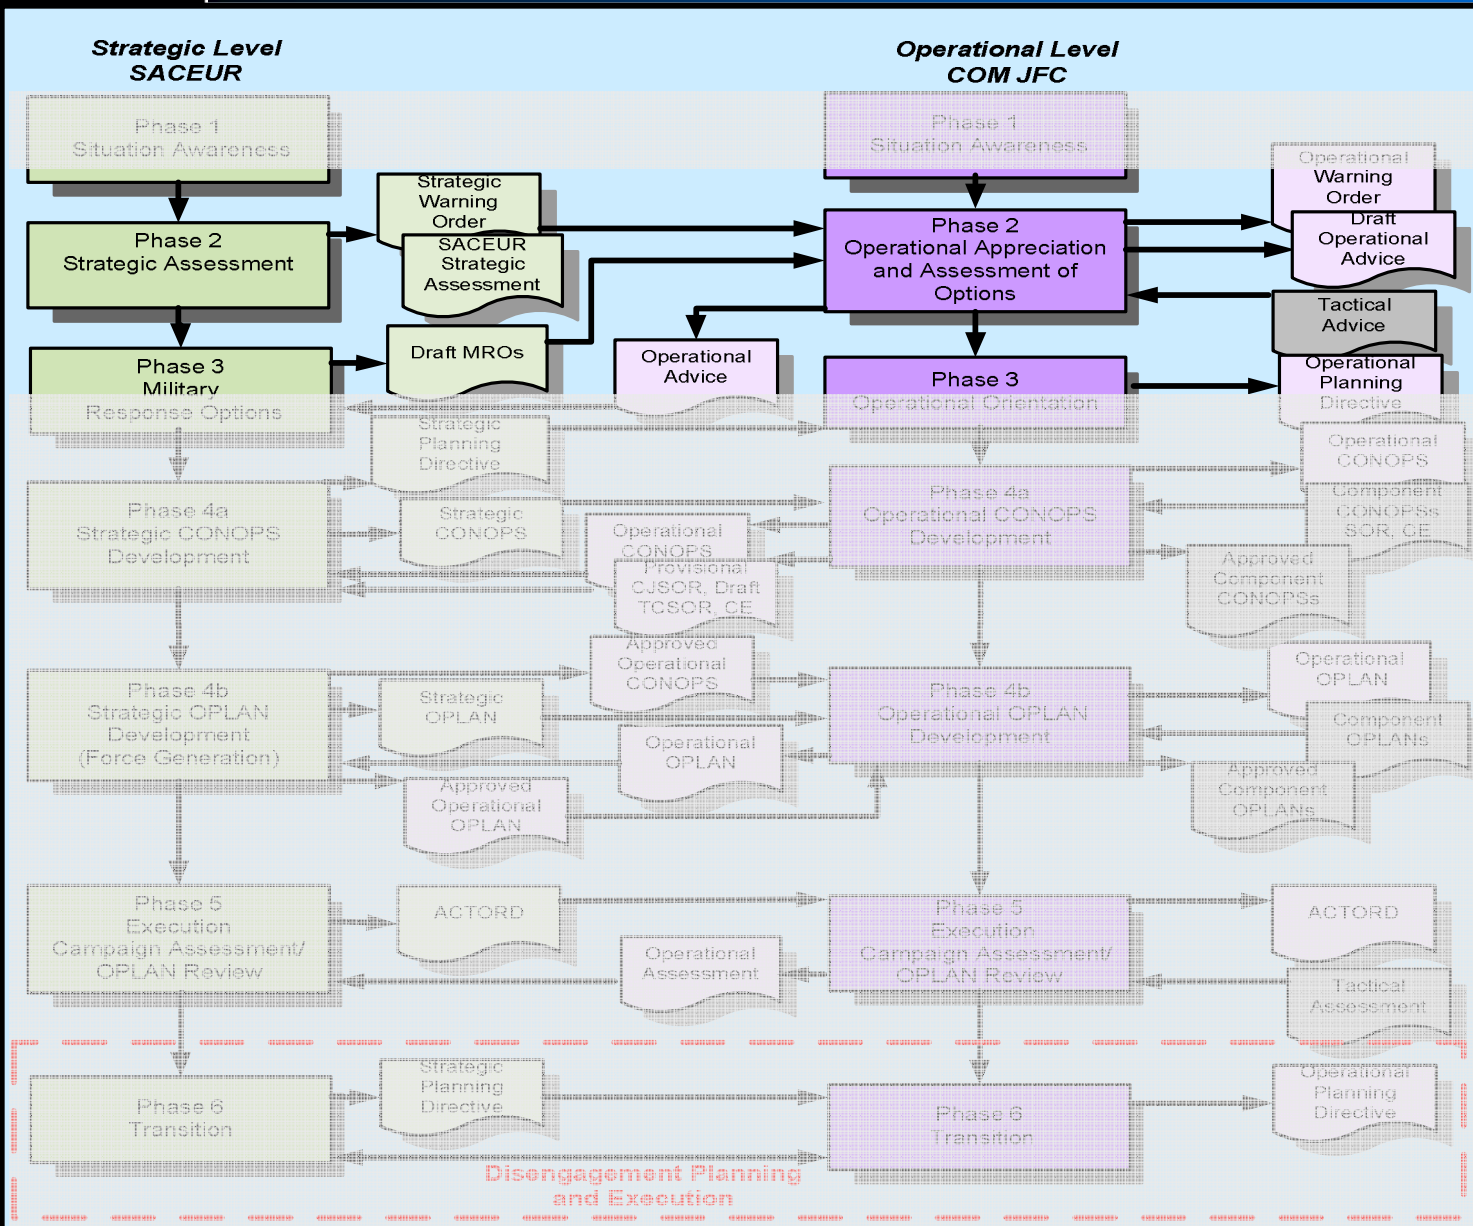 Strategic Level
SACEUR
Operational Level
COM JFC
Phase 1
Situation Awareness
Phase 1
Situation Awareness
Phase 2
Strategic Assessment
Strategic
Warning
Order
SACEUR
Strategic
Assessment
Phase 2
Operational Appreciation
and Assessment of
Options
Operational
Warning
Order
Draft
Operational
Advice
Tactical
Advice
Phase 3
Military
Response Options
Draft MROs
Operational
Advice
Phase 3
Operational Orientation
Operational
Planning
Directive
Strategic
Planning
Directive
Operational
CONOPS
Phase 4a
Strategic CONOPS
Development
Strategic
CONOPS
Operational
CONOPS
Provisional
CJSOR, Draft
TCSOR, CE
Phase 4a
Operational CONOPS
Development
Component
CONOPSs
SOR, CE
Approved
Component
CONOPSs
Phase 4b
Strategic OPLAN
Development
(Force Generation)
Strategic
OPLAN
Approved
Operational
CONOPS
Operational
OPLAN
Approved
Operational
OPLAN
Phase 4b
Operational OPLAN
Development
Operational
OPLAN
Component
OPLANs
Approved
Component
OPLANs
Phase 5
Execution
Campaign Assessment/
OPLAN Review
ACTORD
Operational
Assessment
Phase 5
Execution
Campaign Assessment/
OPLAN Review
ACTORD
Tactical
Assessment
Phase 6
Transition
Strategic
Planning
Directive
Phase 6
Transition
Operational
Planning
Directive
Disengagement Planning
and Execution